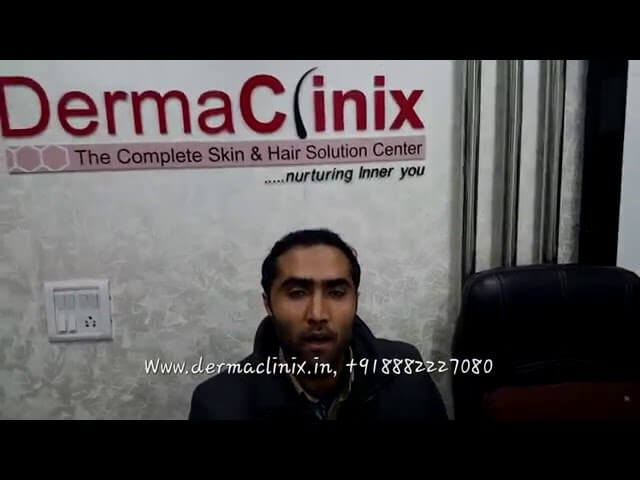 DermaClinix
The Complete Skin & Hair Solution Center
.....nurturing Inner you
Www.dermaclinix.in, +918882227080